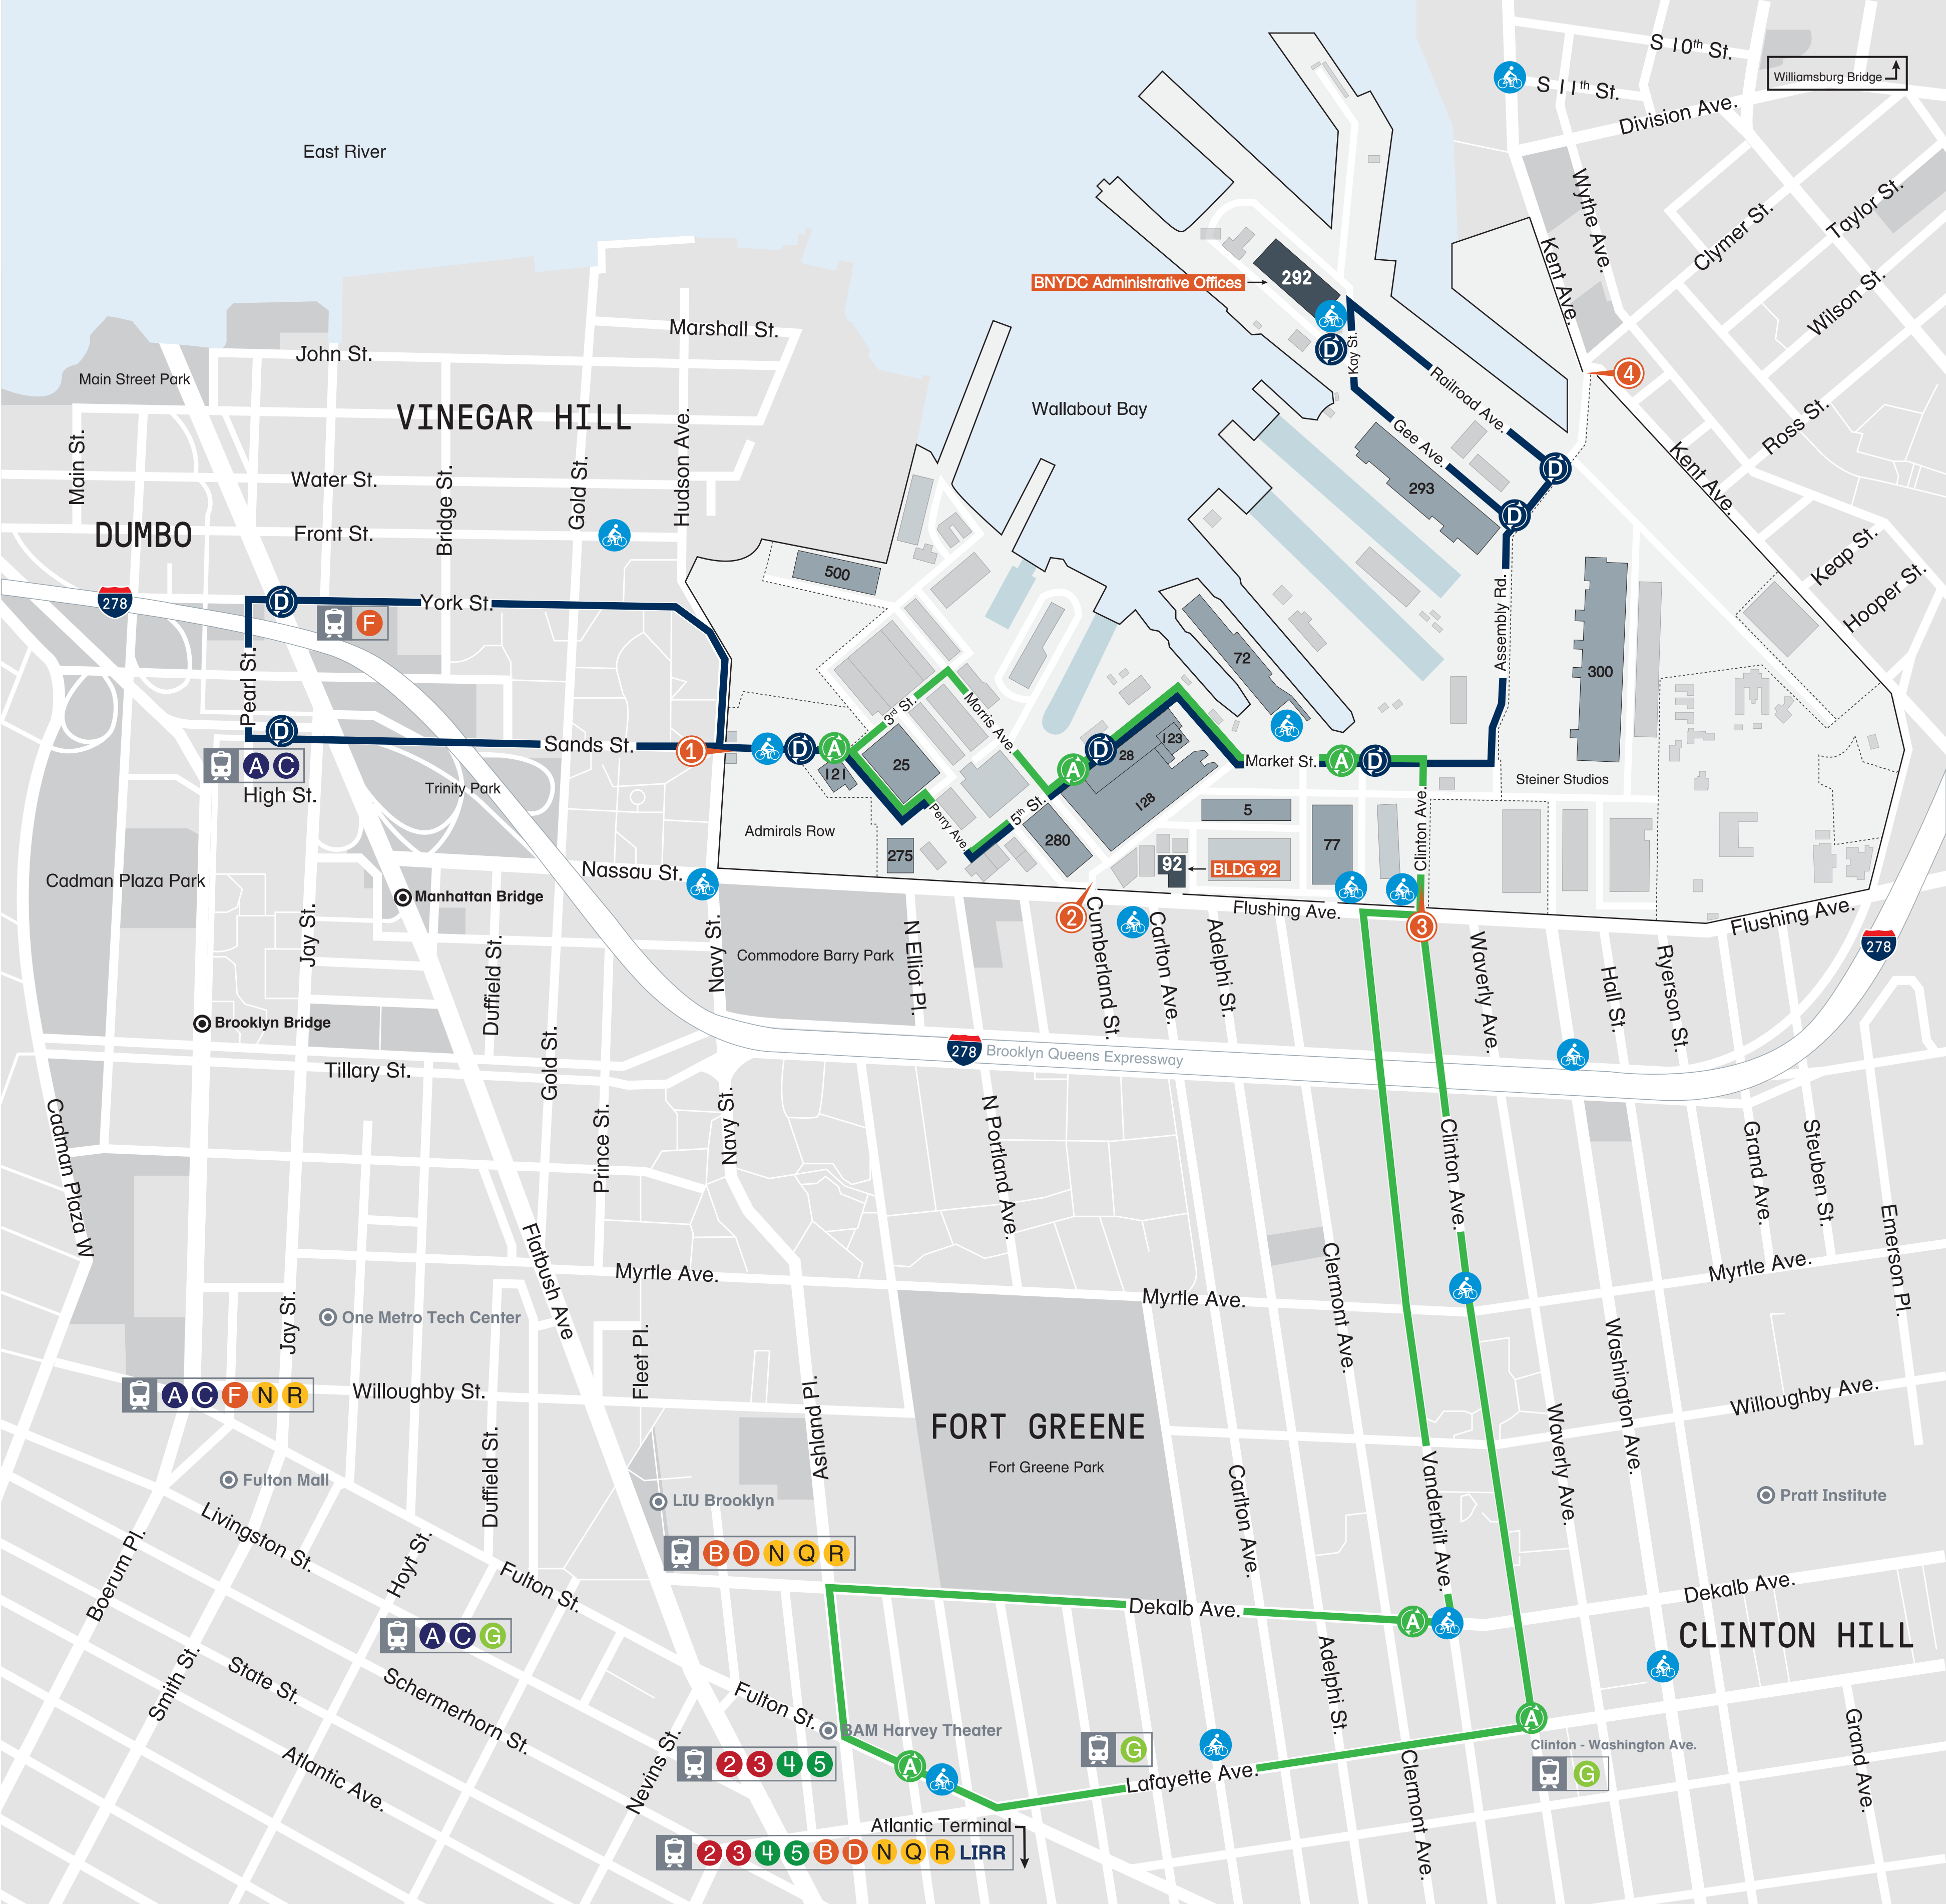 S 10th St.
Williamsburg Bridge
S 11th St.
Division Ave.
East River
Wythe Ave.
Taylor St.
Clymer St.
Kent Ave.
BNYDC Administrative Offices
292
Wilson St.
Marshall St.
John St.
Main Street Park
D
Kay St.
Railroad Ave.
4
VINEGAR HILL
Wallabout Bay
Ross St.
Gee Ave.
Hudson Ave.
Main St.
Water St.
Bridge St.
Gold St.
D
Kent Ave.
293
DUMBO
Front St.
D
Keap St.
Hooper St.
500
278
D
York St.
F
Assembly Rd.
72
300
Pearl St.
3rd St.
Morris Ave.
D
Sands St.
1
D
A
25
121
A
D
28
123
128
Market St.
A
D
Steiner Studios
A C
High St.
Trinity Park
Perry Ave.
5th St.
5
Clinton Ave.
Admirals Row
275
280
77
92
BLDG 92
Nassau St.
Cadman Plaza Park
Manhattan Bridge
2
Flushing Ave.
3
Flushing Ave.
Jay St.
Duffield St.
Navy St.
Commodore Barry Park
N Elliot Pl.
Cumberland St.
Carlton Ave.
Adelphi St.
Waverly Ave.
Hall St.
Ryerson St.
278
Brooklyn Bridge
278
Brooklyn Queens Expressway
Tillary St.
Gold St.
Cadman Plaza W
Prince St.
Navy St.
N Portland Ave.
Clinton Ave.
Grand Ave.
Steuben St.
Emerson Pl.
Flatbush Ave
Myrtle Ave.
Myrtle Ave.
Myrtle Ave.
Clermont Ave.
Washington Ave.
One Metro Tech Center
Jay St.
Fleet Pl.
A C F N R
Willoughby St.
Ashland Pl.
FORT GREENE
Fort Greene Park
Willoughby Ave.
Waverly Ave.
Fulton Mall
Duffield St.
LIU Brooklyn
Carlton Ave.
Vanderbilt Ave.
Pratt Institute
Livingston St.
Boerum Pl.
Hoyt St.
Fulton St.
B D N Q R
Dekalb Ave.
A
Dekalb Ave.
CLINTON HILL
A C G
Smith St.
State St.
Schermerhorn St.
Fulton St.
BAM Harvey Theater
Adelphi St.
A
Clinton - Washington Ave.
G
Grand Ave.
2 3 4 5
A
G
Lafayette Ave.
Clermont Ave.
Atlantic Ave.
Nevins St.
Atlantic Terminal
2 3 4 5 B D N Q R LIRR